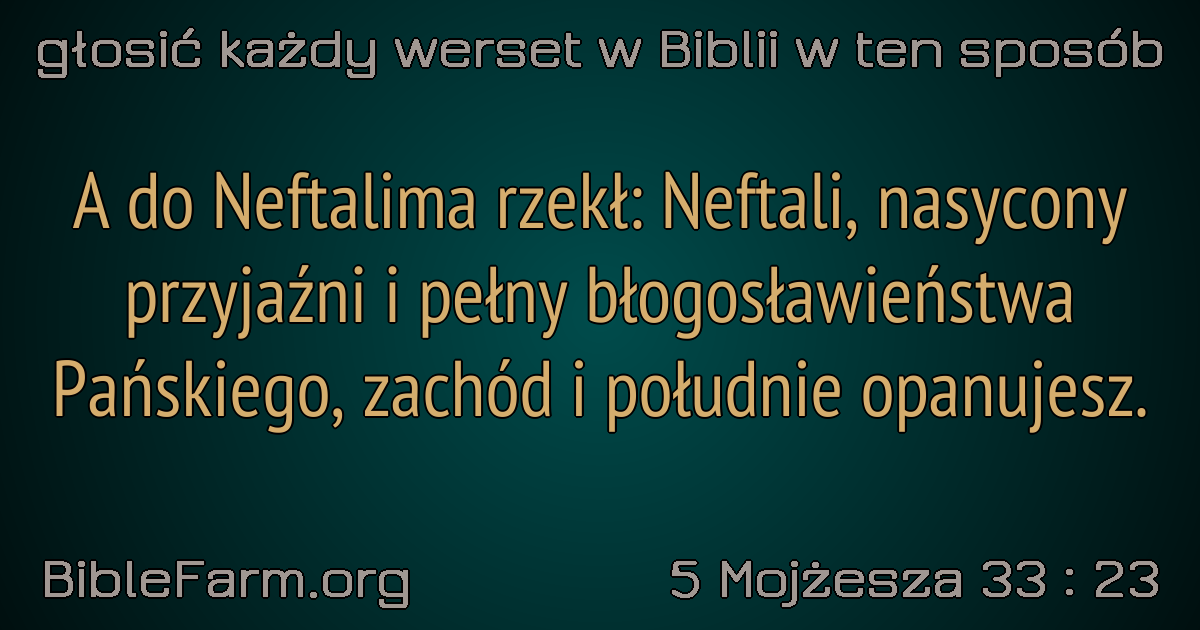 głosić każdy werset w Biblii w ten sposób
A do Neftalima rzekł: Neftali, nasycony
przyjaźni i pełny błogosławieństwa
Pańskiego, zachód i południe opanujesz.
BibleFarm.org
5 Mojżesza 33 : 23